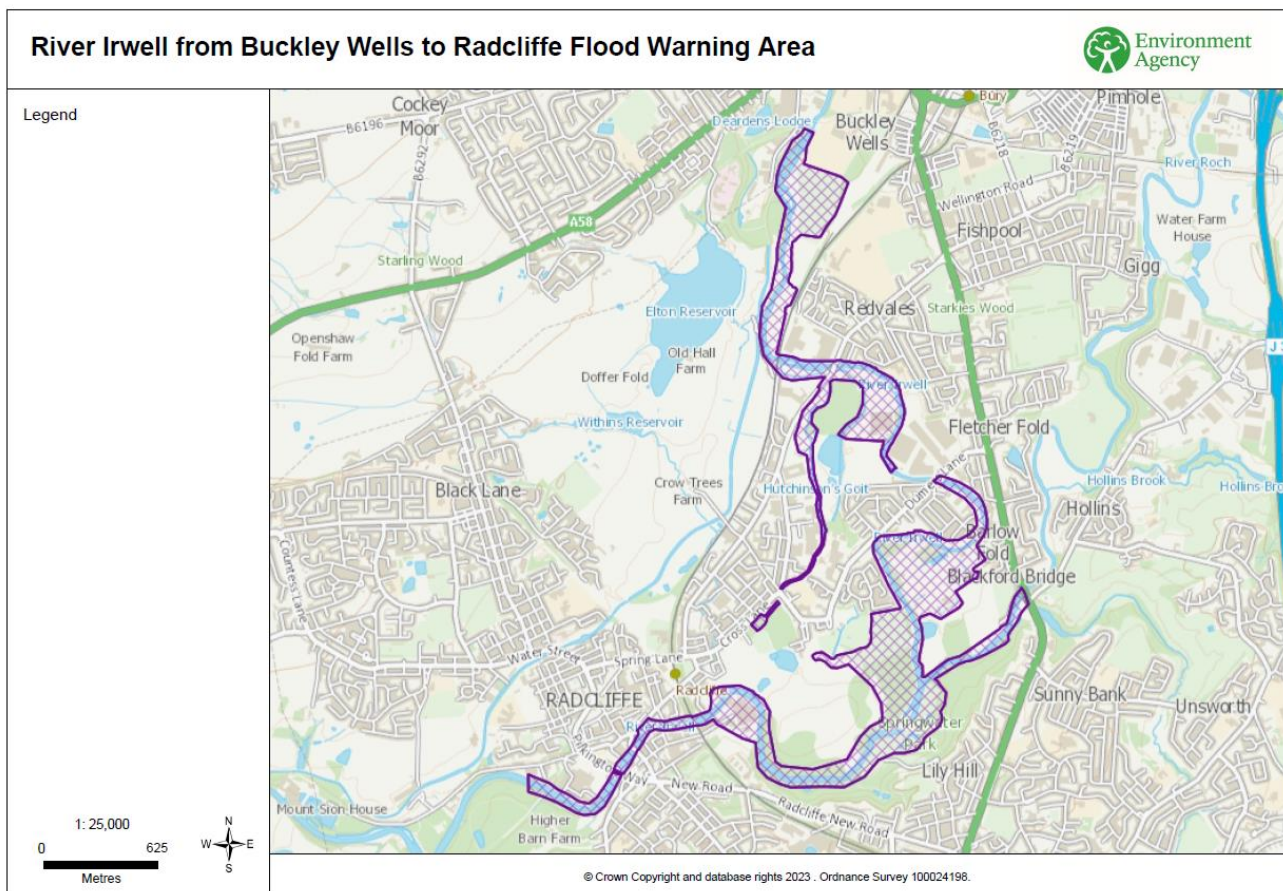 River Irwell from Buckley Wells to Radcliffe Flood Warning Area
Environment
Agency
Legend
Cockey
Moor
B6196
B6292
Deardens Lodge
Buckley
Wells
Bury
Pimhole
B6218
B6219
River Roch
Wellington Road
A58
Starling Wood
Fishpool
Water Farm
House
Gigg
Elton Reservoir
Redvales
Starkies Wood
Openshaw
Fold Farm
Old Hall
Farm
Doffer Fold
River Irwell
Withins Reservoir
Fletcher Fold
Black Lane
Crow Trees
Farm
Hutchinson's Goit
Hollins Brook
Hollins
Barlow
Fold
Blackford Bridge
Countess Lane
Water Street
Spring Lane
Radcliffe
RADCLIFFE
Sunny Bank
Unsworth
Springwater
Park
Pilkington Way
New Road
Lily Hill
Radcliffe New Road
Mount Sion House
Higher
Barn Farm
1: 25,000
0 625
Metres
N
W E
S
© Crown Copyright and database rights 2023 . Ordnance Survey 100024198.